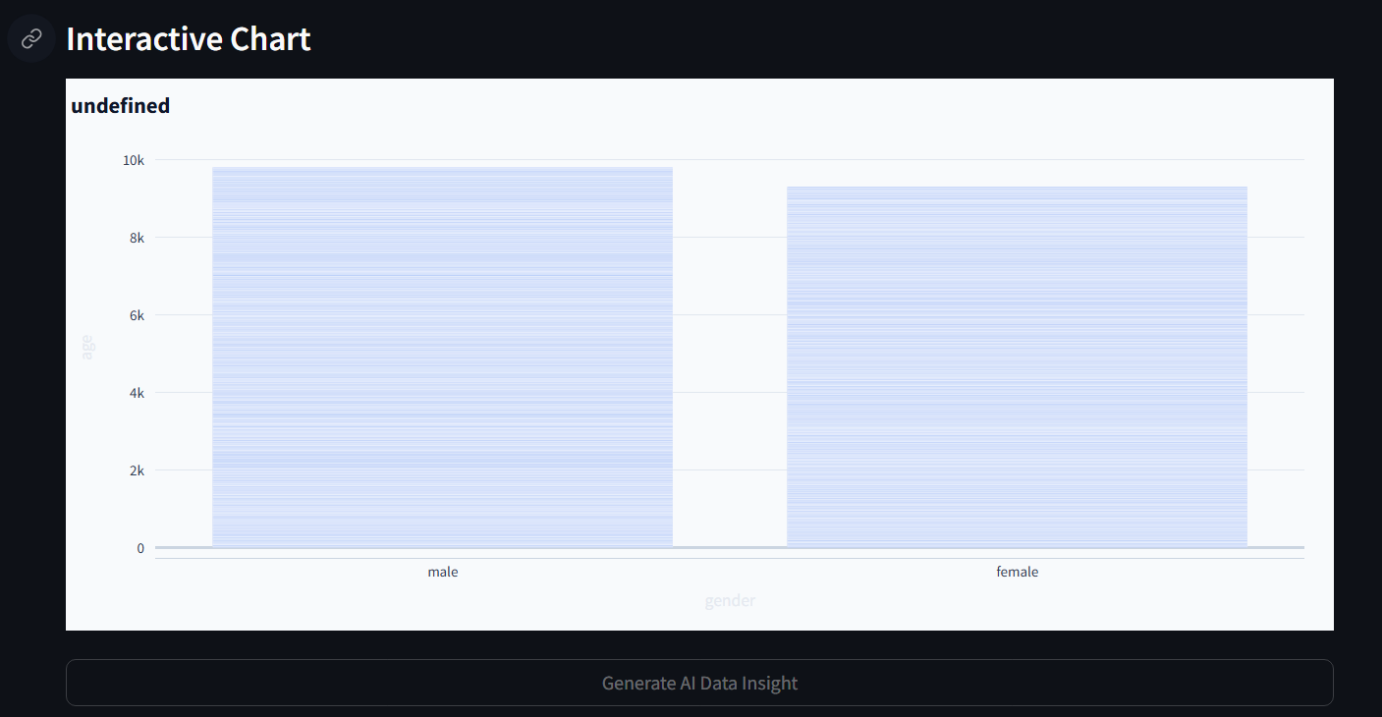 Interactive Chart
undefined
10k
8k
6k
4k
2k
0
age
male female
gender
Generate AI Data Insight